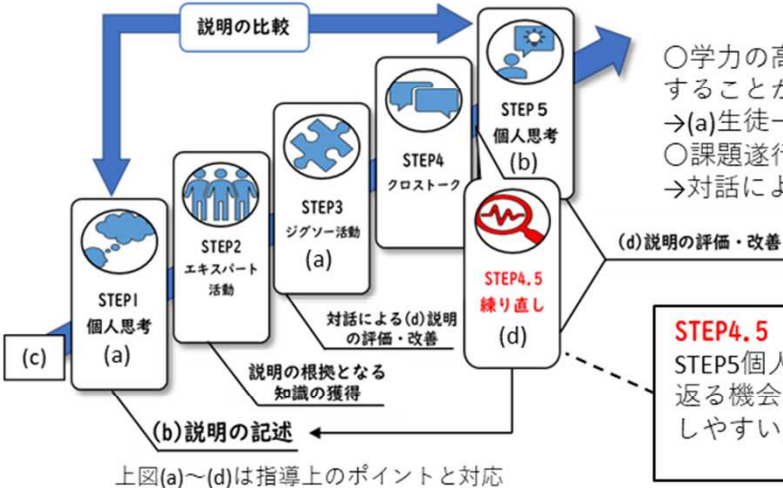 説明の比較
STEP1
個人思考
(a)
STEP2
エキスパート
活動
STEP3
ジグソー活動
(a)
STEP4
クロストーク
STEP5
個人思考
(b)
STEP4.5
練り直し
(d)
(c)
対話による(d)説明
の評価・改善
説明の根拠となる
知識の獲得
(b)説明の記述
(d)説明の評価・改善
上図(a)～(d)は指導上のポイントと対応
○学力の高
することか
→(a)生徒一
○課題遂行
→対話によ
STEP4.5
STEP5個人
返る機会
しやすい